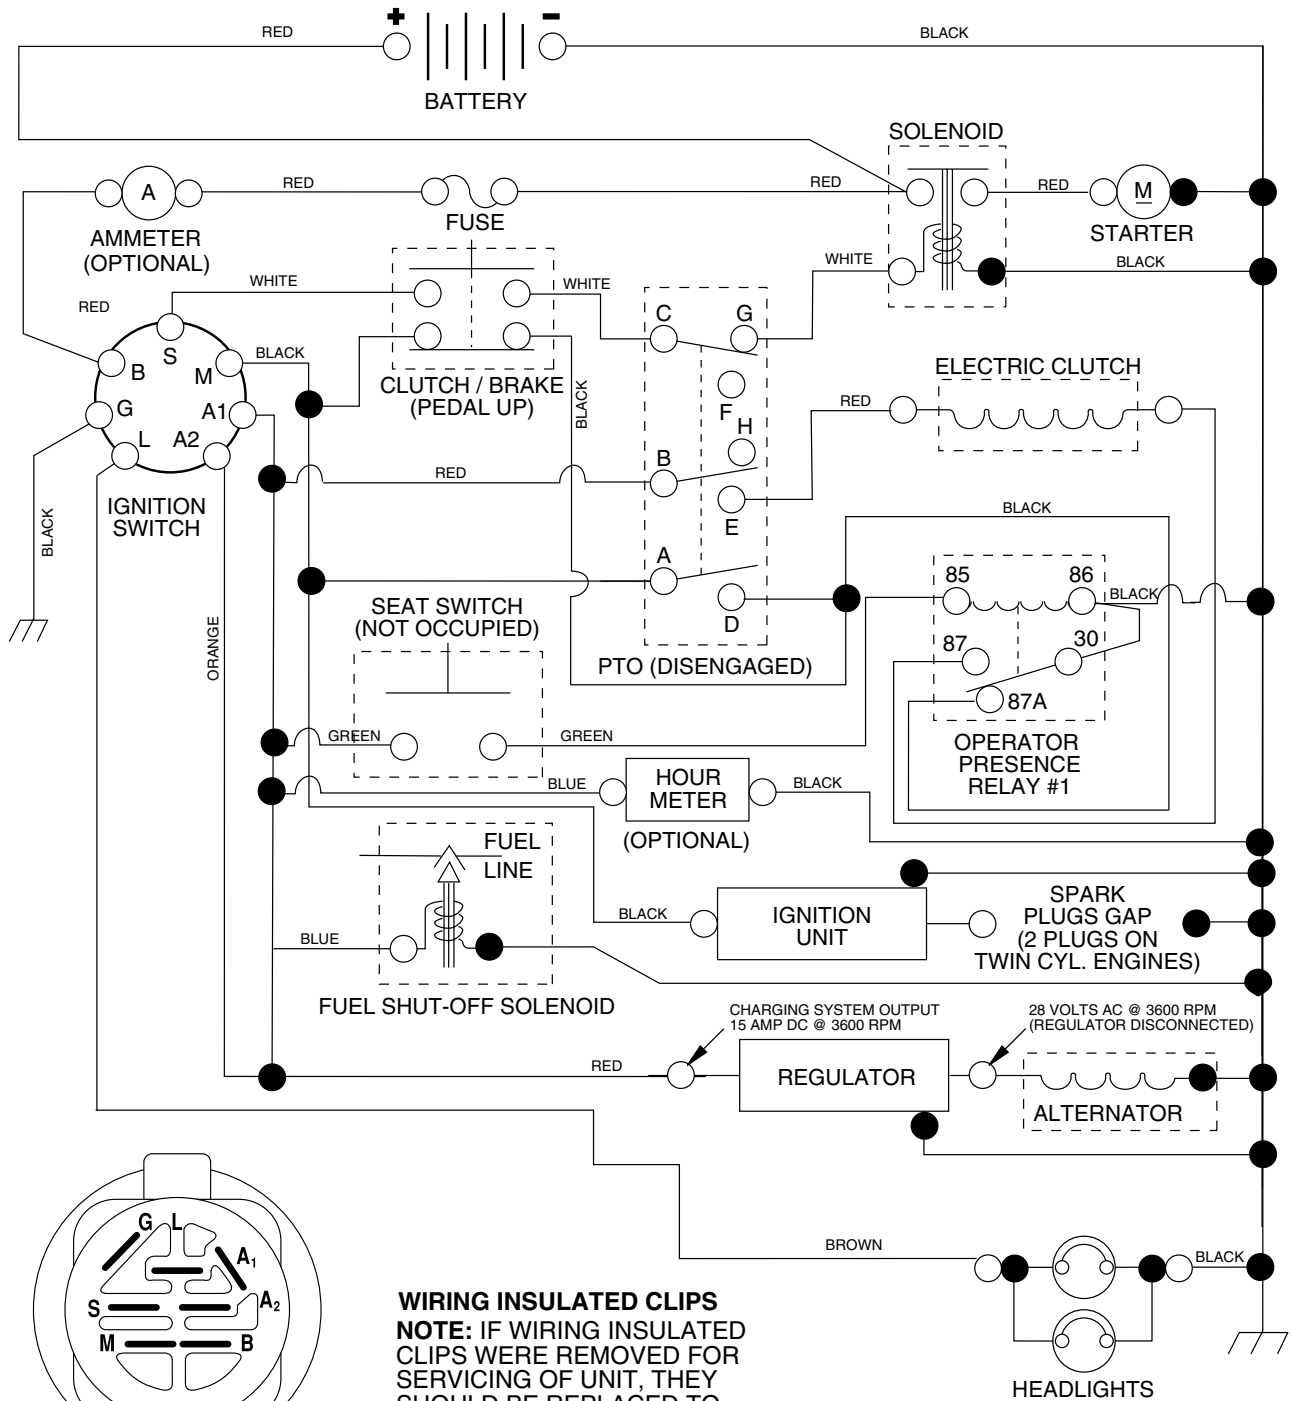 + −
RED
BLACK
BATTERY
SOLENOID
A
RED
RED
RED
M
FUSE
STARTER
AMMETER
(OPTIONAL)
WHITE
WHITE
WHITE
BLACK
RED
S
B
M
G
A1
L
A2
BLACK
C
G
CLUTCH / BRAKE
(PEDAL UP)
BLACK
F
H
ELECTRIC CLUTCH
RED
B
RED
E
IGNITION
SWITCH
BLACK
BLACK
A
D
85
86
BLACK
87
30
87A
SEAT SWITCH
(NOT OCCUPIED)
ORANGE
PTO (DISENGAGED)
GREEN
GREEN
OPERATOR
PRESENCE
RELAY #1
BLUE
HOUR
METER
BLACK
(OPTIONAL)
FUEL
LINE
BLACK
IGNITION
UNIT
SPARK
PLUGS GAP
(2 PLUGS ON
TWIN CYL. ENGINES)
BLUE
FUEL SHUT-OFF SOLENOID
CHARGING SYSTEM OUTPUT
15 AMP DC @ 3600 RPM
28 VOLTS AC @ 3600 RPM
(REGULATOR DISCONNECTED)
RED
REGULATOR
ALTERNATOR
BROWN
BLACK
HEADLIGHTS
G L
A1
A2
S
M
B
WIRING INSULATED CLIPS
NOTE: IF WIRING INSULATED
CLIPS WERE REMOVED FOR
SERVICING OF UNIT, THEY
SHOULD BE REPLACED TO